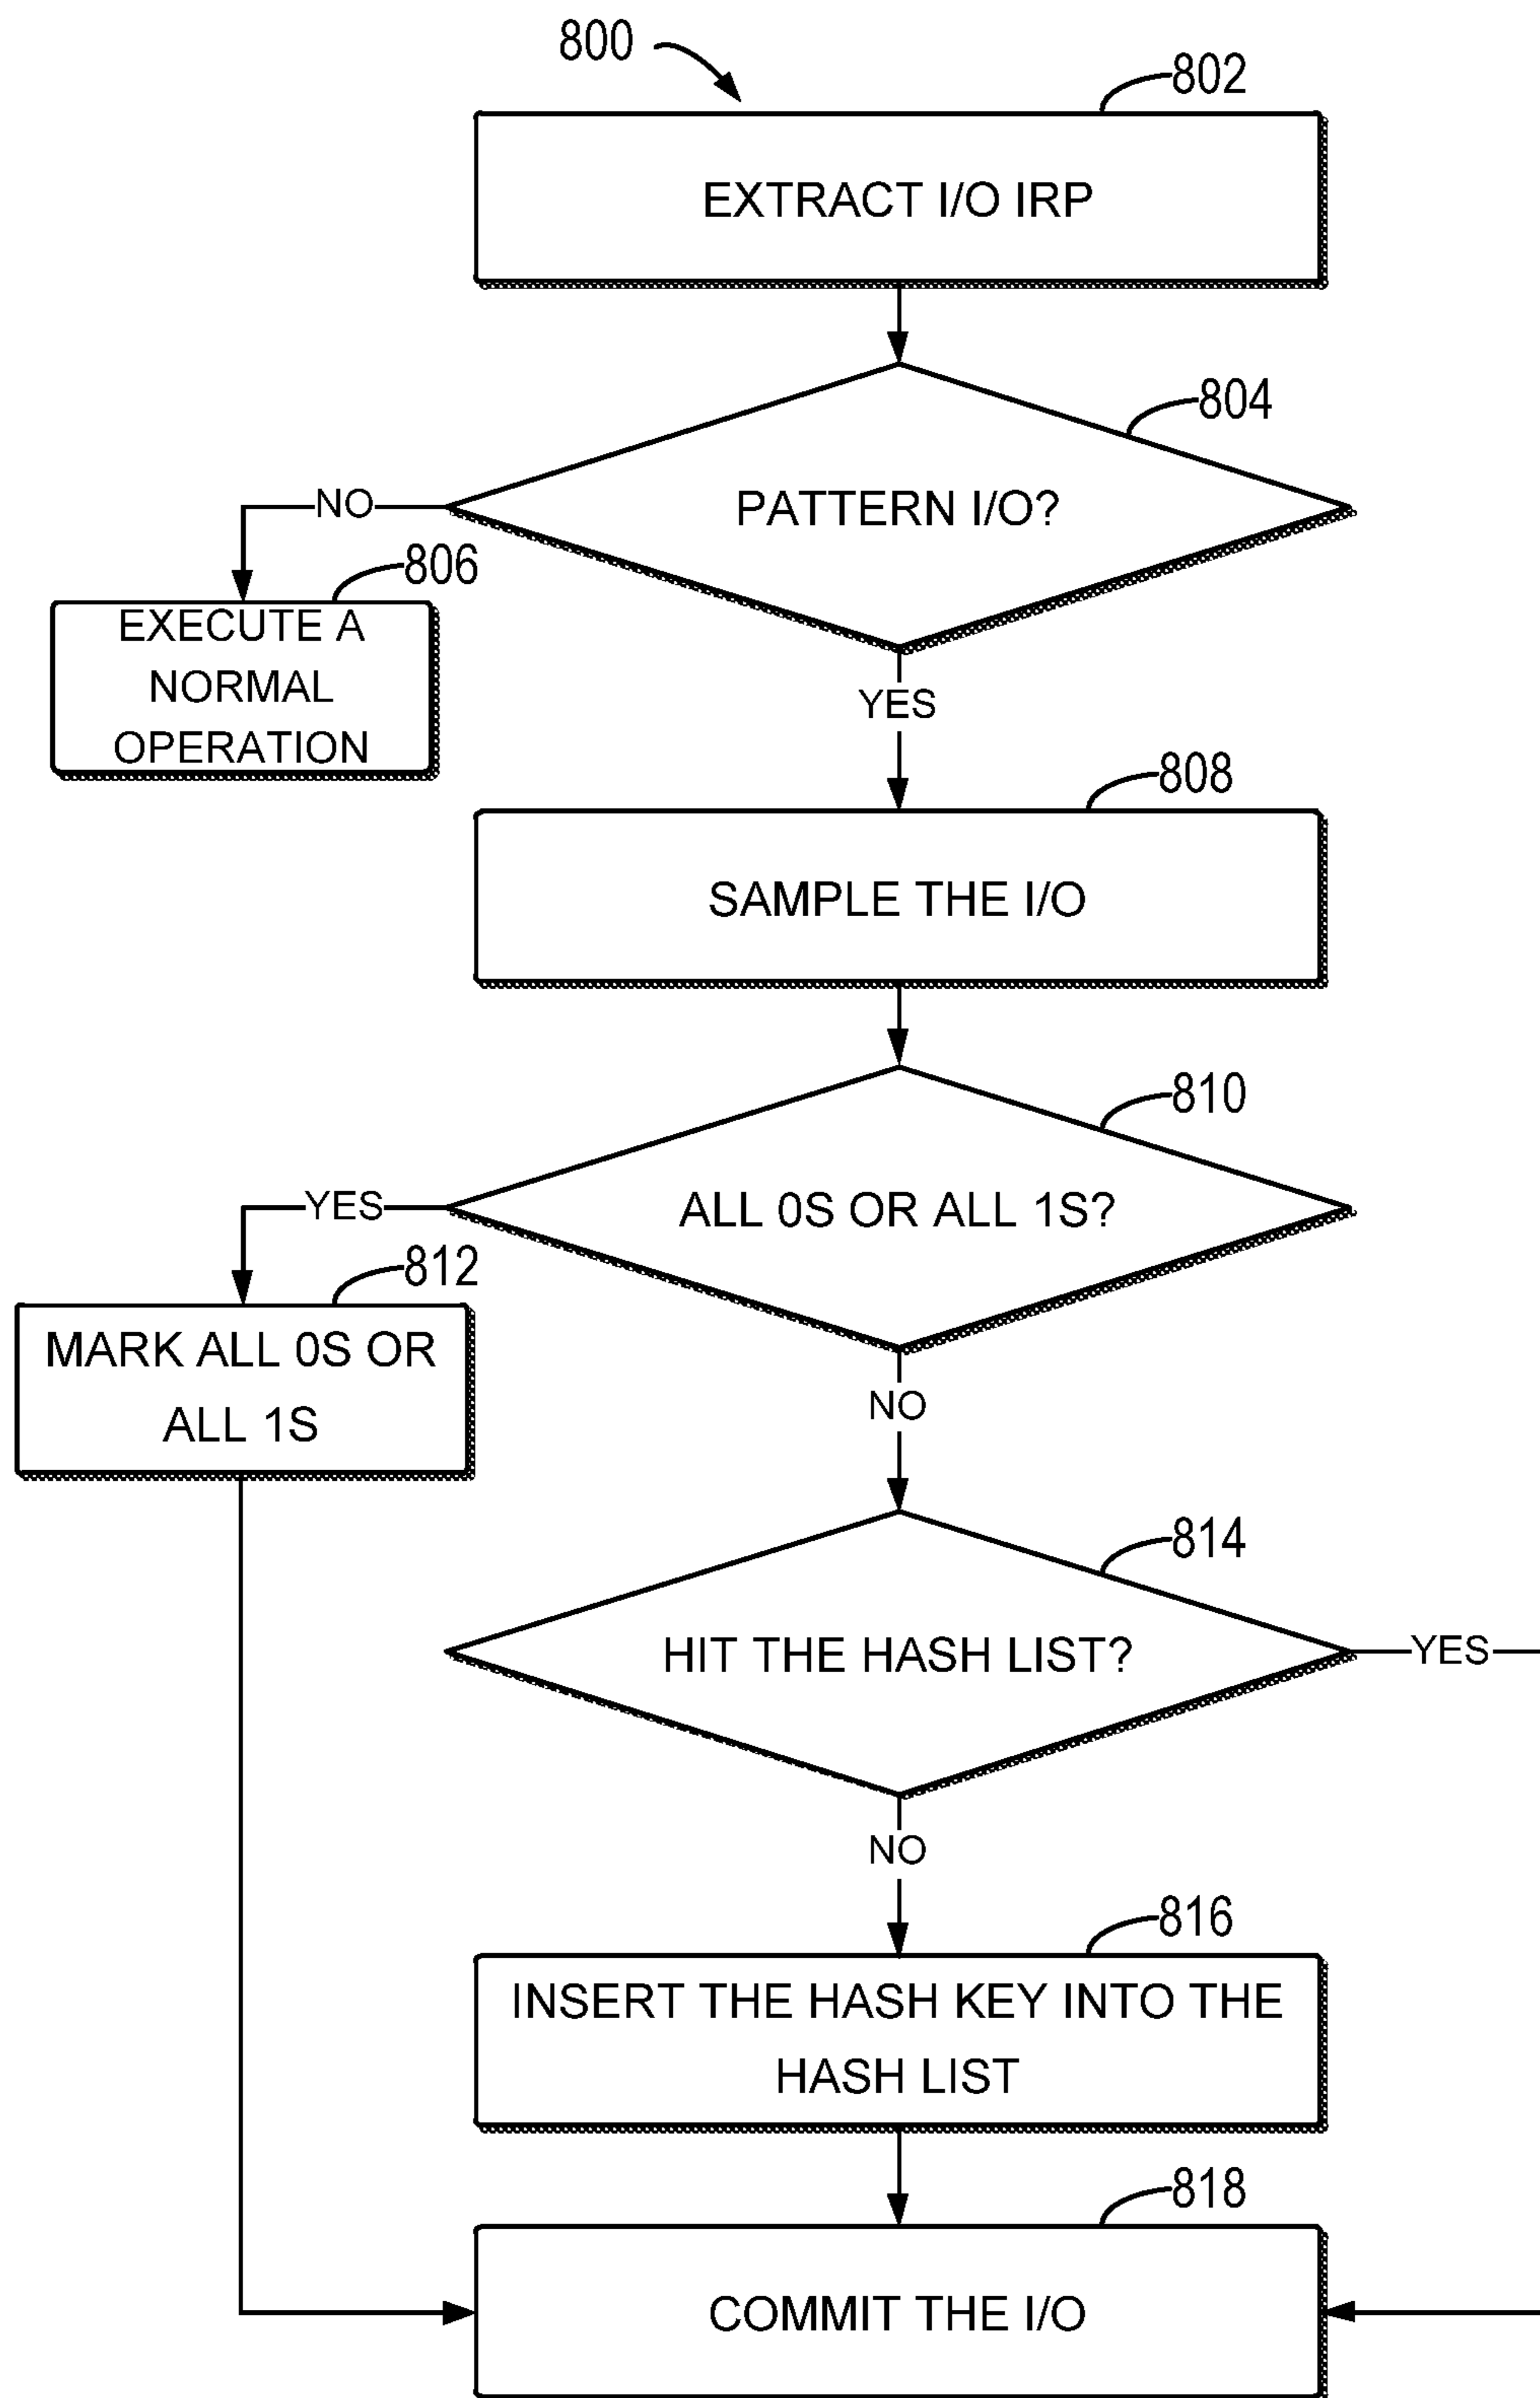 800
802
EXTRACT I/O IRP
804
PATTERN I/O?
NO
806
EXECUTE A
NORMAL
OPERATION
YES
808
SAMPLE THE I/O
810
ALL 0S OR ALL 1S?
YES
812
MARK ALL 0S OR
ALL 1S
NO
814
HIT THE HASH LIST?
YES
NO
816
INSERT THE HASH KEY INTO THE
HASH LIST
818
COMMIT THE I/O